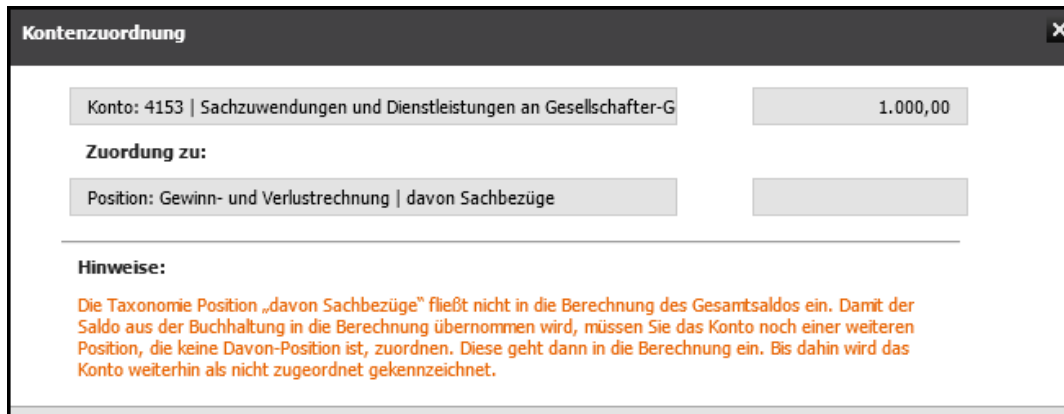 Kontenzuordnung
Konto: 4153 | Sachzuwendungen und Dienstleistungen an Gesellschafter-G 1.000,00
Zuordung zu:
Position: Gewinn- und Verlustrechnung | davon Sachbezüge
Hinweise:
Die Taxonomie Position „davon Sachbezüge“ fließt nicht in die Berechnung des Gesamtsaldos ein. Damit der
Saldo aus der Buchhaltung in die Berechnung übernommen wird, müssen Sie das Konto noch einer weiteren
Position, die keine Davon-Position ist, zuordnen. Diese geht dann in die Berechnung ein. Bis dahin wird das
Konto weiterhin als nicht zugeordnet gekennzeichnet.